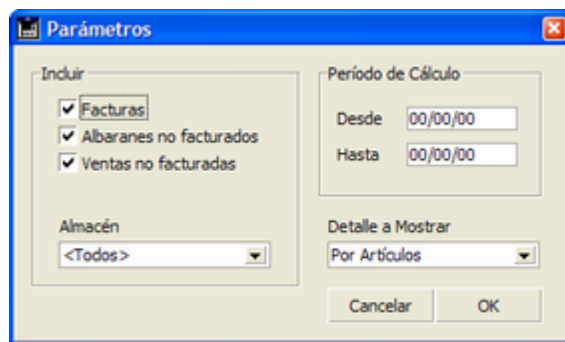 Parámetros
Incluir
Facturas
Albaranes no facturados
Ventas no facturadas
Almacén
<Todos>
Período de Cálculo
Desde 00/00/00
Hasta 00/00/00
Detalle a Mostrar
Por Artículos
Cancelar OK